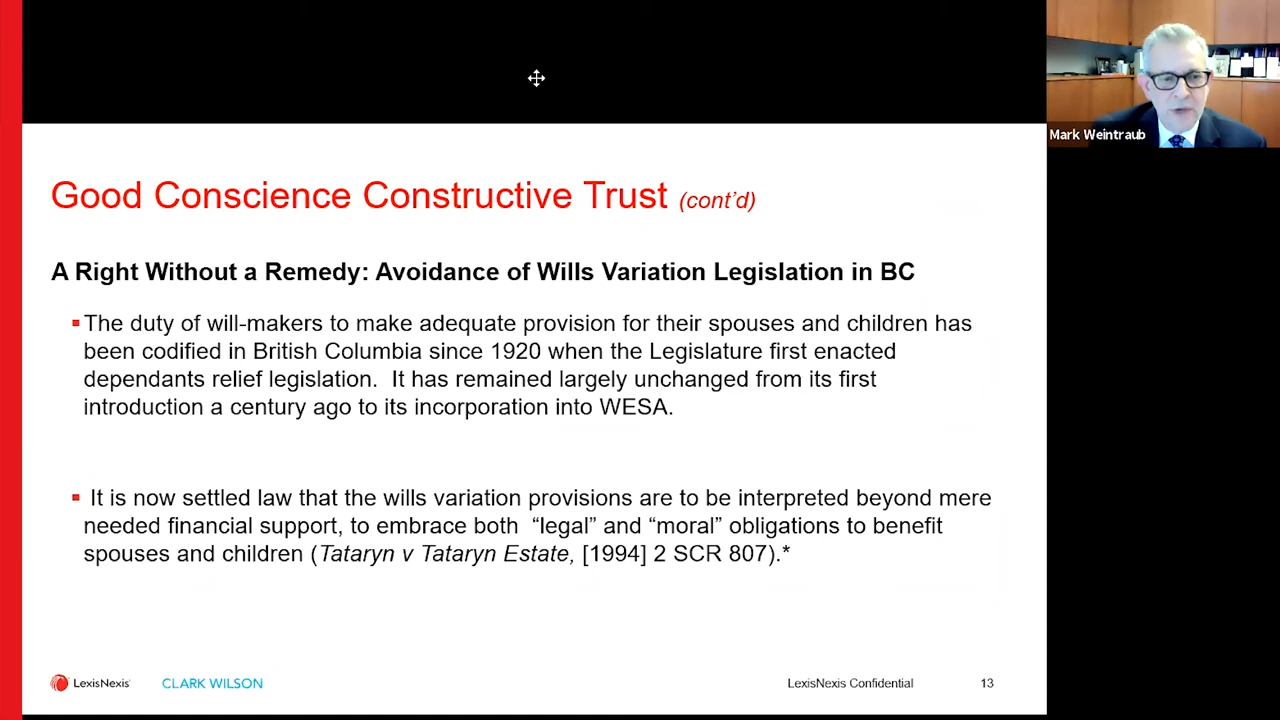 Mark Weintraub
Good Conscience Constructive Trust (cont’d)
A Right Without a Remedy: Avoidance of Wills Variation Legislation in BC
The duty of will-makers to make adequate provision for their spouses and children has
been codified in British Columbia since 1920 when the Legislature first enacted
dependants relief legislation.  It has remained largely unchanged from its first
introduction a century ago to its incorporation into WESA.
It is now settled law that the wills variation provisions are to be interpreted beyond mere
needed financial support, to embrace both  “legal” and “moral” obligations to benefit
spouses and children (Tataryn v Tataryn Estate, [1994] 2 SCR 807).*
LexisNexis CLARK WILSON LexisNexis Confidential 13